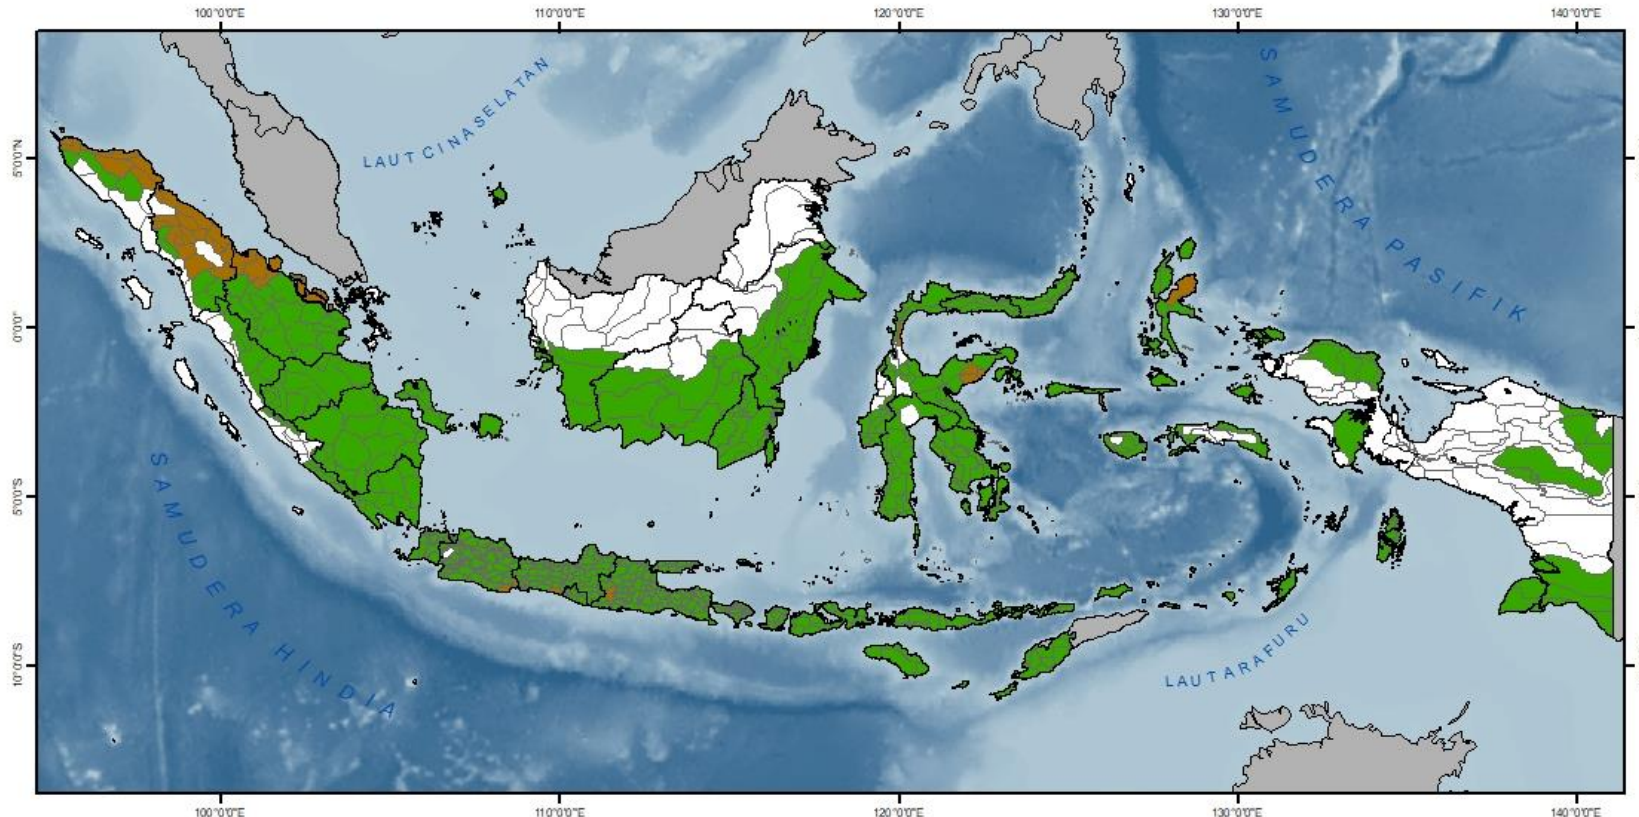 100°0'0"E 110°0'0"E 120°0'0"E 130°0'0"E 140°0'0"E
LAUT CINA SELATAN
SAMUDERA PASIFIK
5°0'0"N
0°0'0"
5°0'0"S
10°0'0"S
SAMUDERA HINDIA
LAUT ARAFURU
100°0'0"E 110°0'0"E 120°0'0"E 130°0'0"E 140°0'0"E